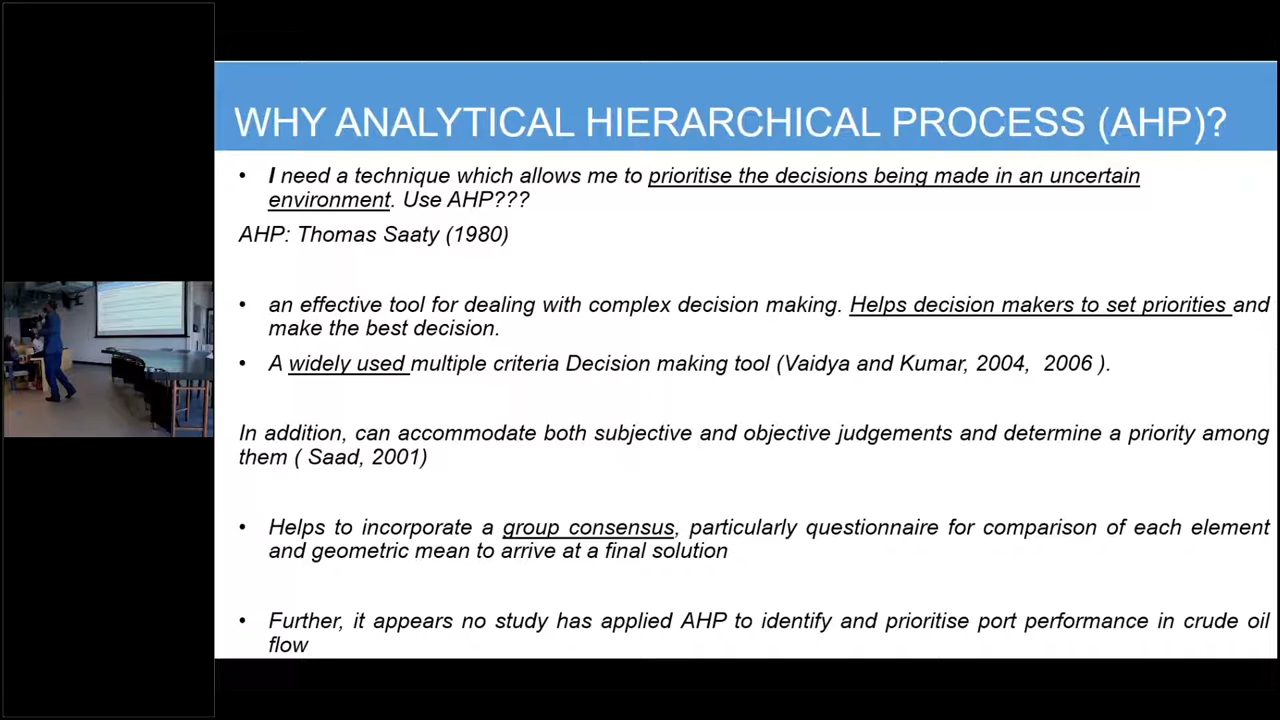 WHY ANALYTICAL HIERARCHICAL PROCESS (AHP)?
• I need a technique which allows me to prioritise the decisions being made in an uncertain
environment. Use AHP???
AHP: Thomas Saaty (1980)
• an effective tool for dealing with complex decision making. Helps decision makers to set priorities and
make the best decision.
• A widely used multiple criteria Decision making tool (Vaidya and Kumar, 2004, 2006 ).
In addition, can accommodate both subjective and objective judgements and determine a priority among
them ( Saad, 2001)
• Helps to incorporate a group consensus, particularly questionnaire for comparison of each element
and geometric mean to arrive at a final solution
• Further, it appears no study has applied AHP to identify and prioritise port performance in crude oil
flow